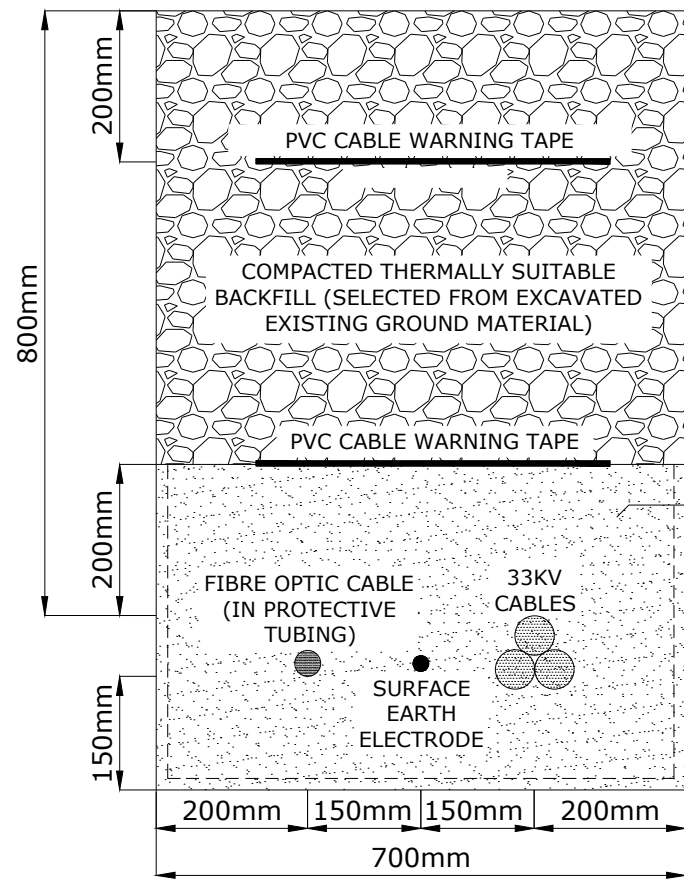 200mm
PVC CABLE WARNING TAPE
800mm
COMPACTED THERMALLY SUITABLE
BACKFILL (SELECTED FROM EXCAVATED
EXISTING GROUND MATERIAL)
PVC CABLE WARNING TAPE
200mm
FIBRE OPTIC CABLE
(IN PROTECTIVE
TUBING)
33KV
CABLES
SURFACE
EARTH
ELECTRODE
150mm
200mm
150mm
150mm
200mm
700mm